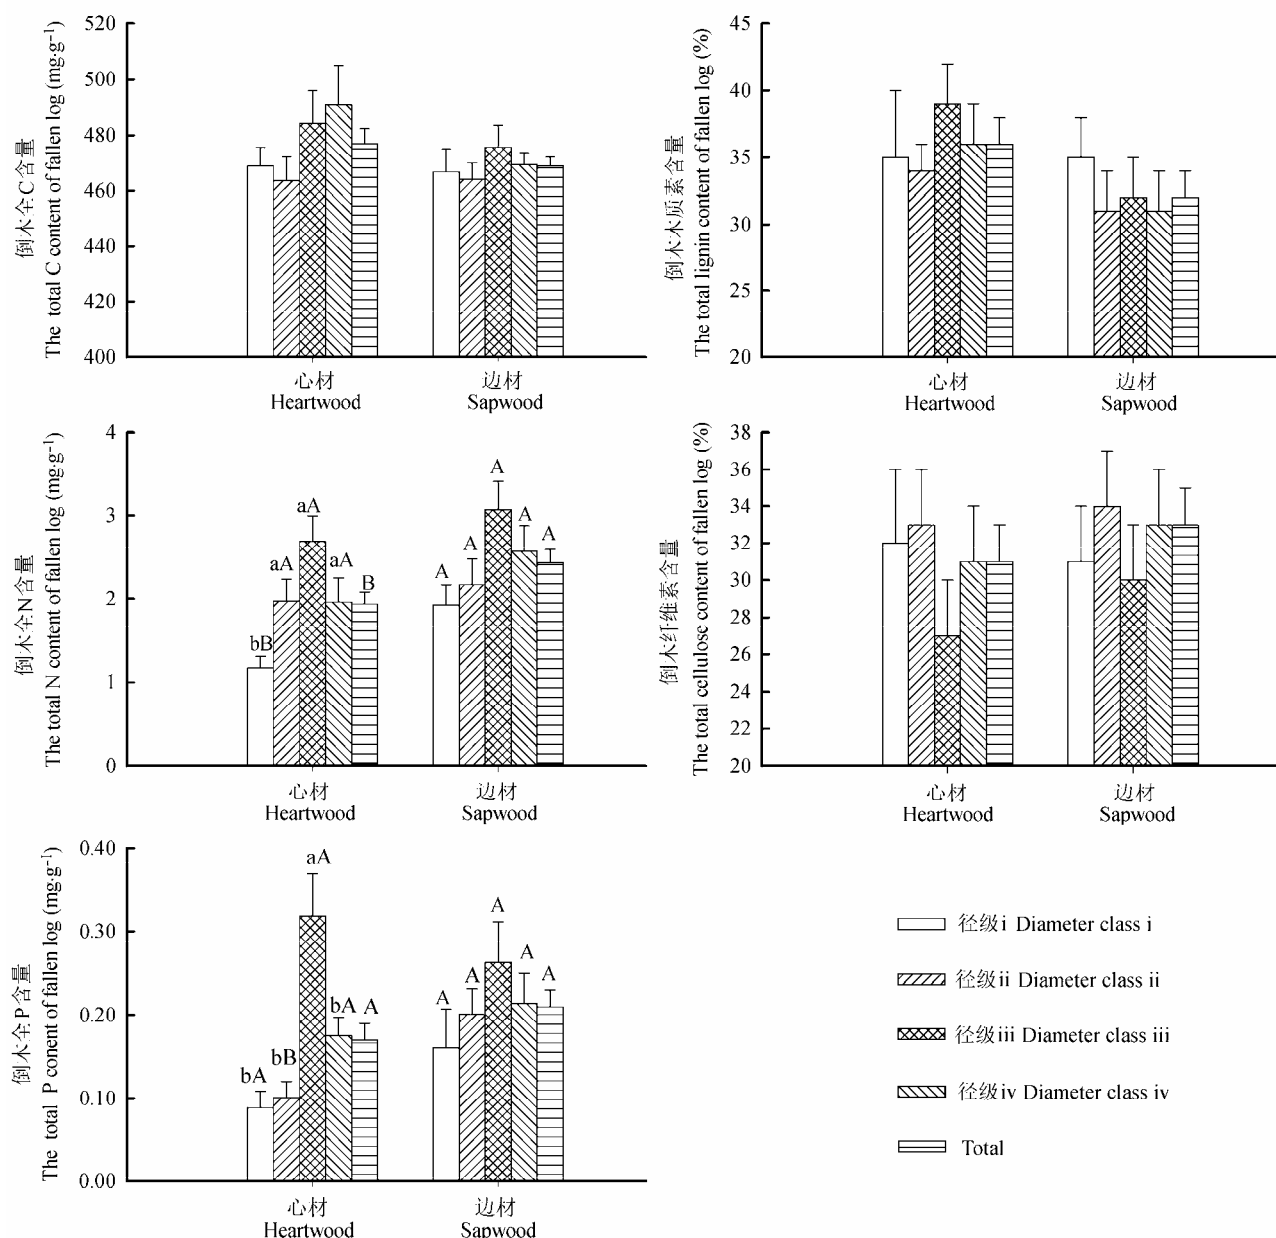 倒木全C含量
The total C content of fallen log (mg·g⁻¹)
520
500
480
460
440
420
400
心材
Heartwood
边材
Sapwood
倒木木质素含量
The total lignin content of fallen log (%)
45
40
35
31
25
20
心材
Heartwood
边材
Sapwood
倒木全N含量
The total N content of fallen log (mg·g⁻¹)
4
3
2
1
0
bB
aA
aA
aA
B
A
A
A
A
A
心材
Heartwood
边材
Sapwood
倒木纤维素含量
The total cellulose content of fallen log (%)
38
36
34
32
30
28
26
24
22
20
心材
Heartwood
边材
Sapwood
倒木全P含量
The total P conent of fallen log (mg·g⁻¹)
0.40
0.30
0.20
0.10
0.00
bA
bB
aA
bA
A
A
A
A
A
A
心材
Heartwood
边材
Sapwood
径级i Diameter class i
径级ii Diameter class ii
径级iii Diameter class iii
径级iv Diameter class iv
Total